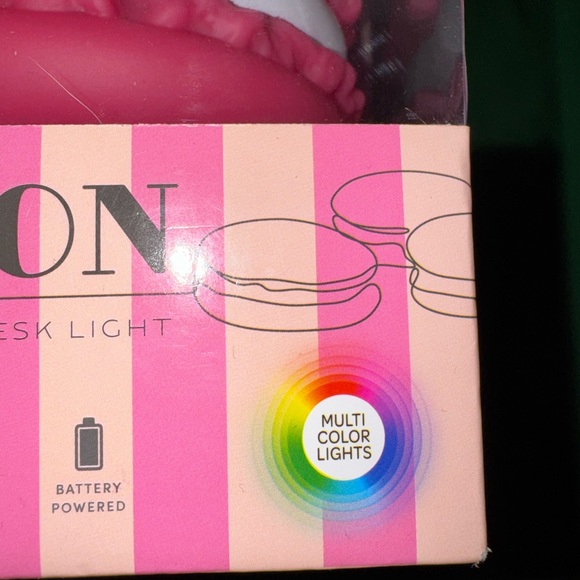 ON
ESK LIGHT
MULTI
COLOR
LIGHTS
BATTERY
POWERED